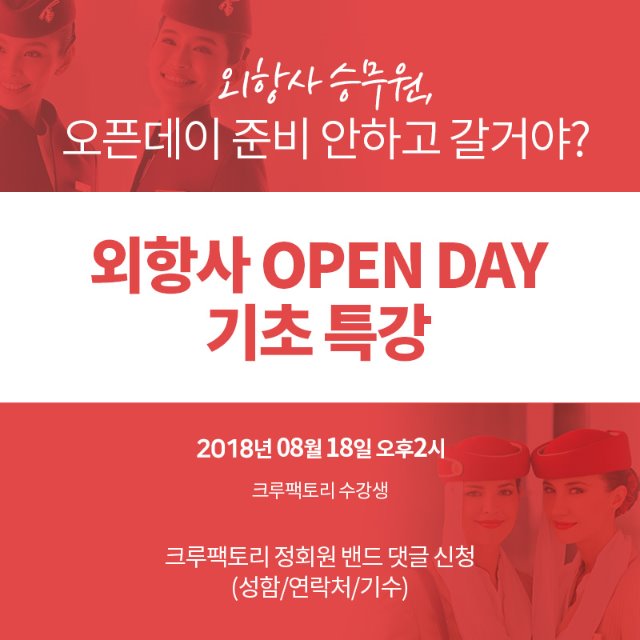 외항사 승무원,
오픈데이 준비 안하고 갈거야?
외항사 OPEN DAY
기초 특강
2018년 08월 18일 오후2시
크루팩토리 수강생
크루팩토리 정회원 밴드 댓글 신청
(성함/연락처/기수)